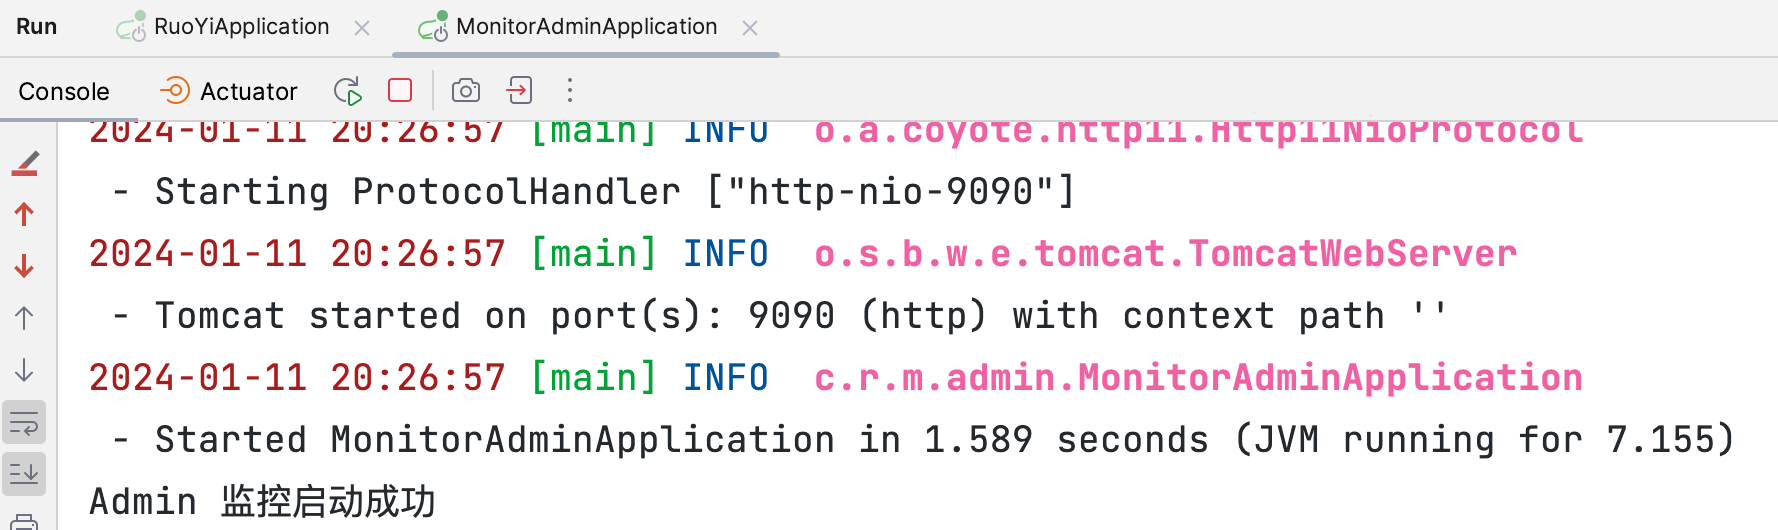 Run RuoYiApplication MonitorAdminApplication
Console Actuator
2024-01-11 20:26:57 [main] INFO o.a.coyote.http11.Http11NioProtocol
- Starting ProtocolHandler ["http-nio-9090"]
2024-01-11 20:26:57 [main] INFO o.s.b.w.e.tomcat.TomcatWebServer
- Tomcat started on port(s): 9090 (http) with context path ''
2024-01-11 20:26:57 [main] INFO c.r.m.admin.MonitorAdminApplication
- Started MonitorAdminApplication in 1.589 seconds (JVM running for 7.155)
Admin 监控启动成功